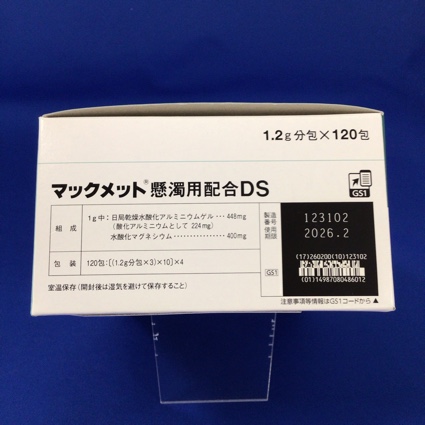 1.2g分包×120包
マックメット®懸濁用配合DS
GS1
組成
1g中：日局乾燥水酸化アルミニウムゲル … 448mg
（酸化アルミニウムとして 224mg）
水酸化マグネシウム ……………… 400mg
包装
120包：[(1.2g分包×3)×10]×4
室温保存（開封後は湿気を避けて保存すること）
製造番号
使用期限
123102
2026.2
GS1
(17)260200(10)123102
(01)14987080486012
注意事項等情報はGS1コードから▲